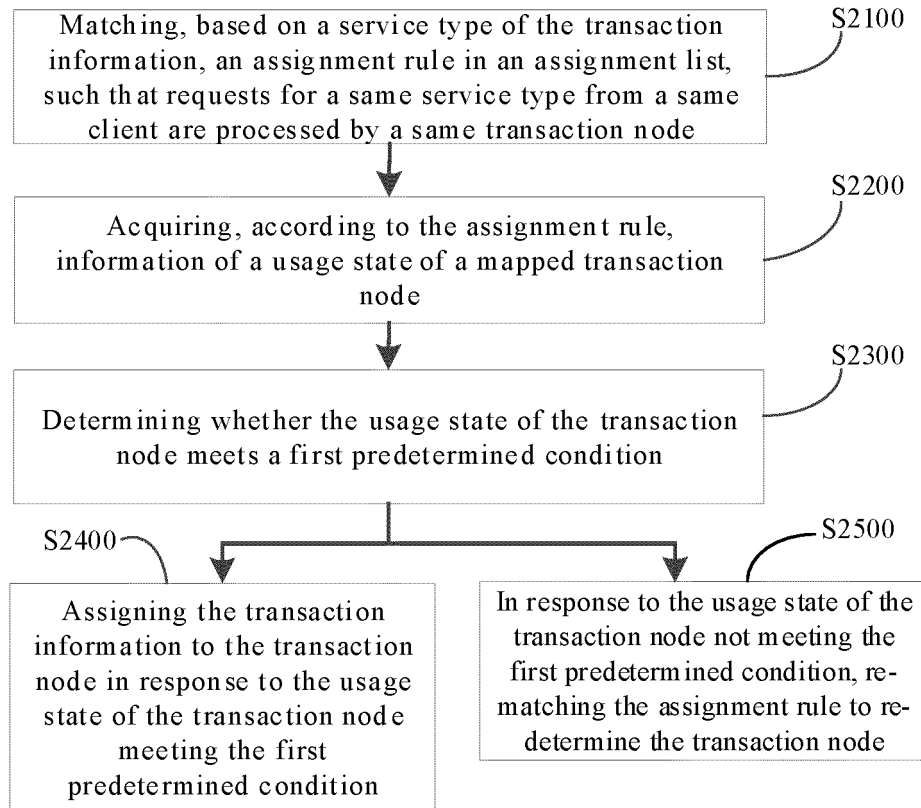 Matching, based on a service type of the transaction
information, an assignment rule in an assignment list,
such that requests for a same service type from a same
client are processed by a same transaction node
S2100
Acquiring, according to the assignment rule,
information of a usage state of a mapped transaction
node
S2200
Determining whether the usage state of the transaction
node meets a first predetermined condition
S2300
S2400
Assigning the transaction
information to the transaction
node in response to the usage
state of the transaction node
meeting the first
predetermined condition
S2500
In response to the usage state of the
transaction node not meeting the
first predetermined condition, re-
matching the assignment rule to re-
determine the transaction node